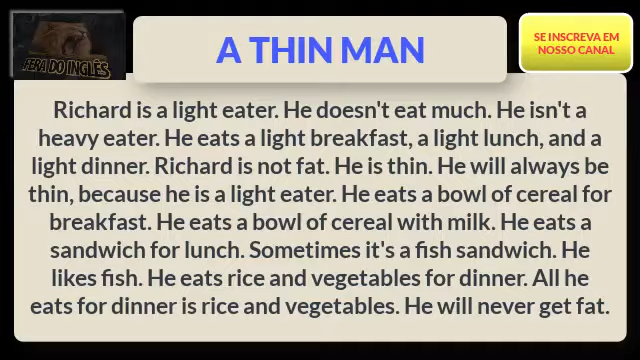 FERA DO INGLÊS
A THIN MAN
SE INSCREVA EM
NOSSO CANAL
Richard is a light eater. He doesn't eat much. He isn't a
heavy eater. He eats a light breakfast, a light lunch, and a
light dinner. Richard is not fat. He is thin. He will always be
thin, because he is a light eater. He eats a bowl of cereal for
breakfast. He eats a bowl of cereal with milk. He eats a
sandwich for lunch. Sometimes it's a fish sandwich. He
likes fish. He eats rice and vegetables for dinner. All he
eats for dinner is rice and vegetables. He will never get fat.